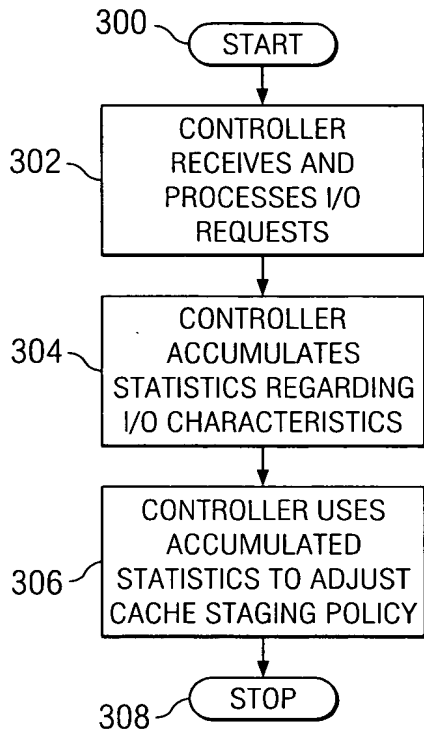 300
START
302
CONTROLLER
RECEIVES AND
PROCESSES I/O
REQUESTS
304
CONTROLLER
ACCUMULATES
STATISTICS REGARDING
I/O CHARACTERISTICS
306
CONTROLLER USES
ACCUMULATED
STATISTICS TO ADJUST
CACHE STAGING POLICY
308
STOP